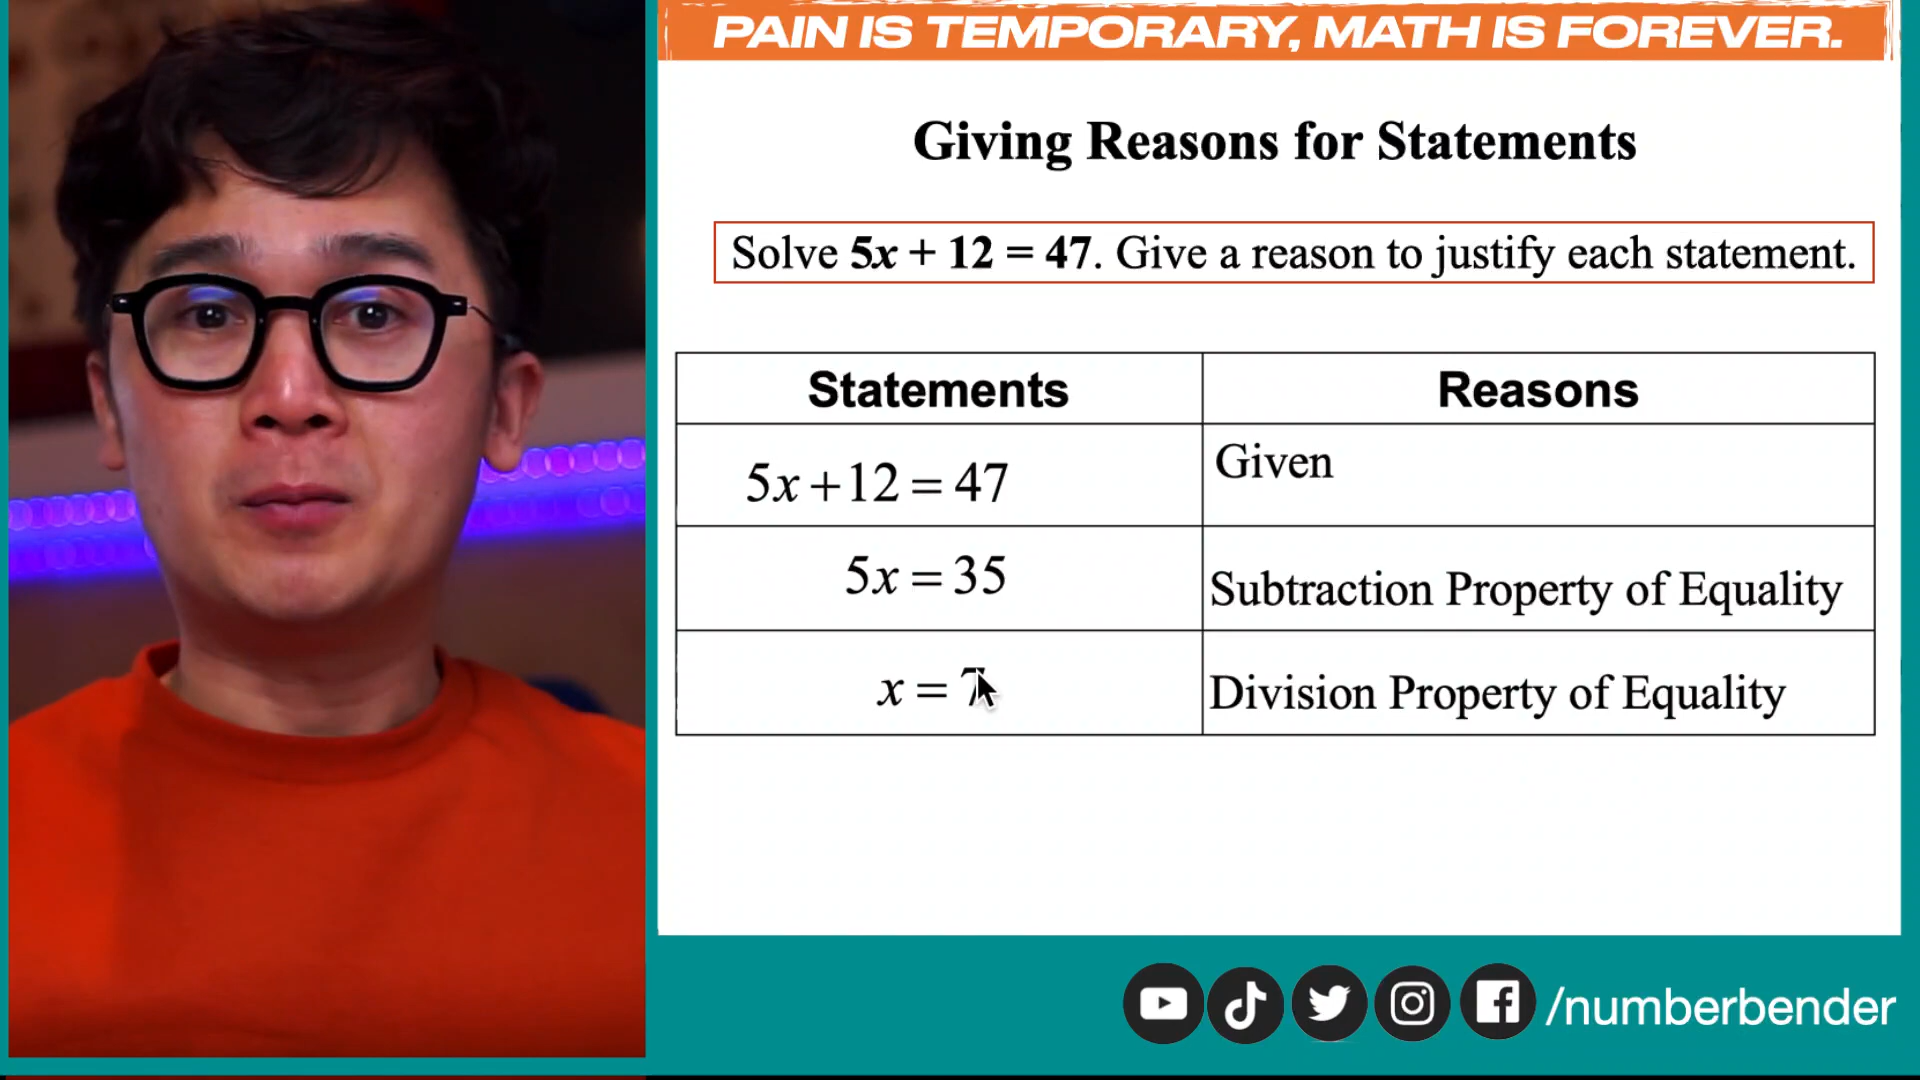 PAIN IS TEMPORARY, MATH IS FOREVER.
Giving Reasons for Statements
Solve 5x + 12 = 47. Give a reason to justify each statement.
Statements Reasons
5x+12 = 47 Given
5x = 35 Subtraction Property of Equality
x = 7 Division Property of Equality
/numberbender